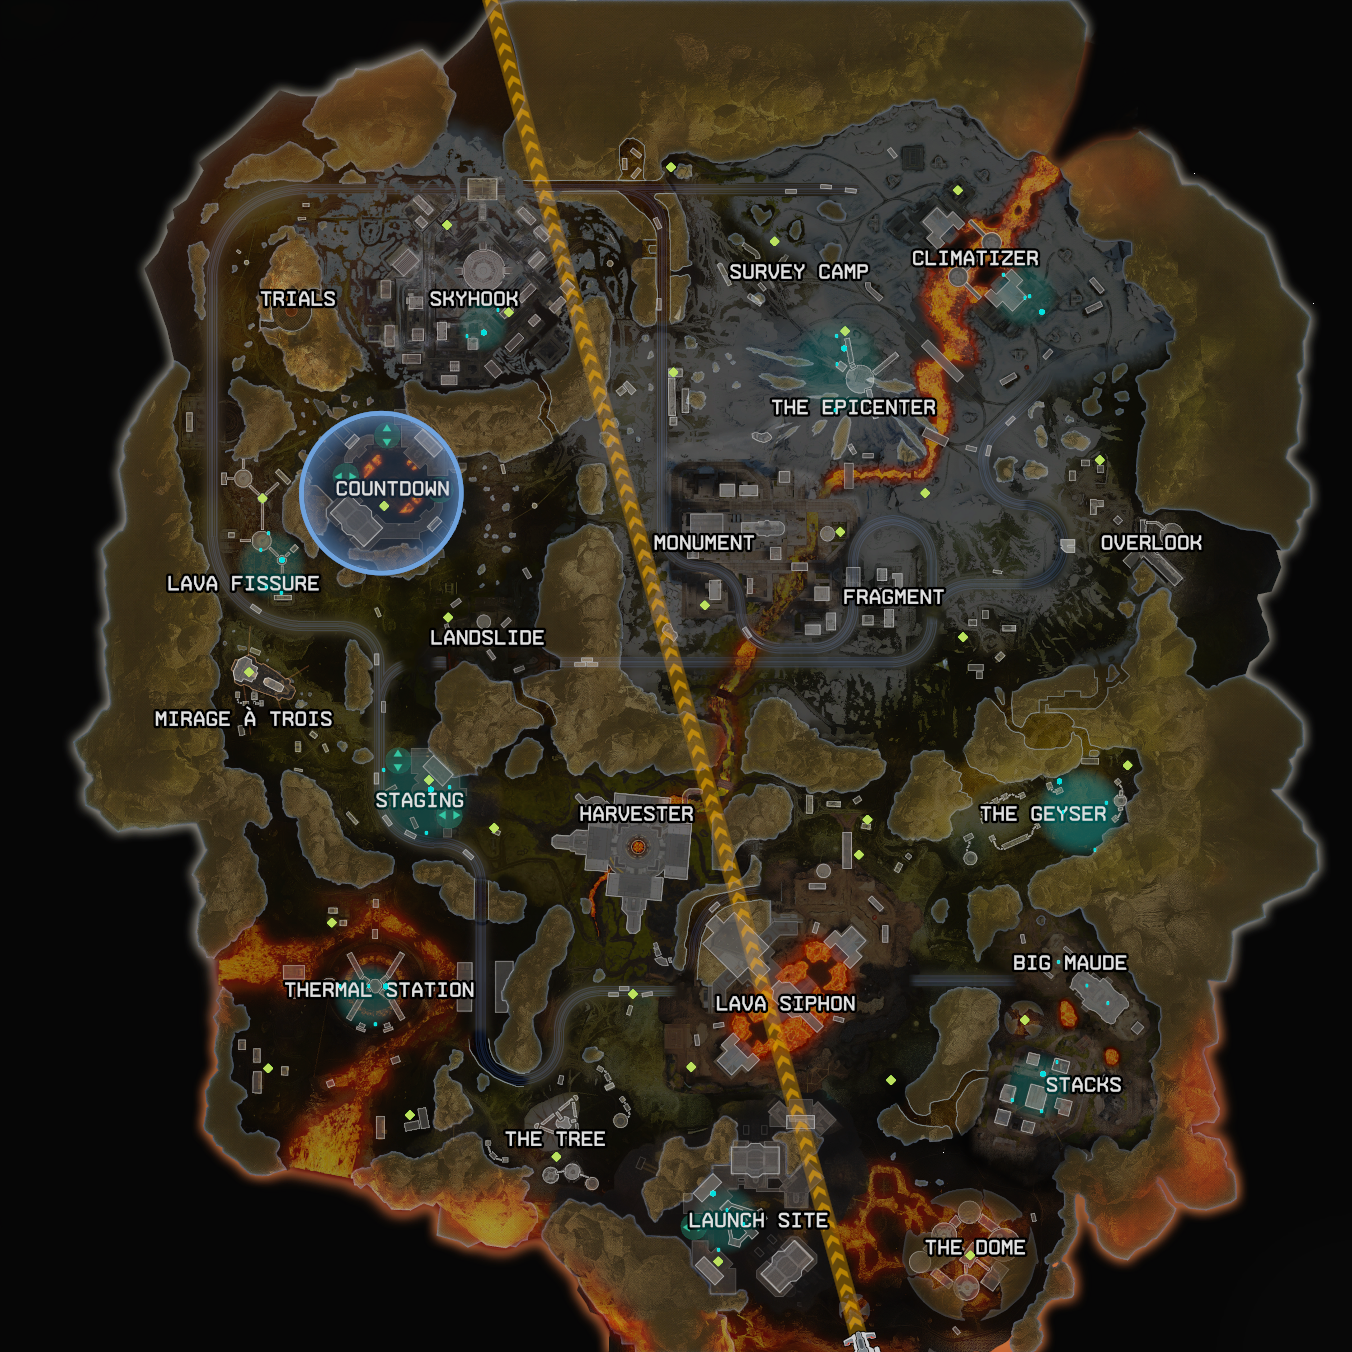 SURVEY CAMP
CLIMATIZER
TRIALS
SKYHOOK
THE EPICENTER
COUNTDOWN
MONUMENT
OVERLOOK
LAVA FISSURE
FRAGMENT
LANDSLIDE
MIRAGE À TROIS
STAGING
HARVESTER
THE GEYSER
BIG MAUDE
THERMAL STATION
LAVA SIPHON
STACKS
THE TREE
LAUNCH SITE
THE DOME